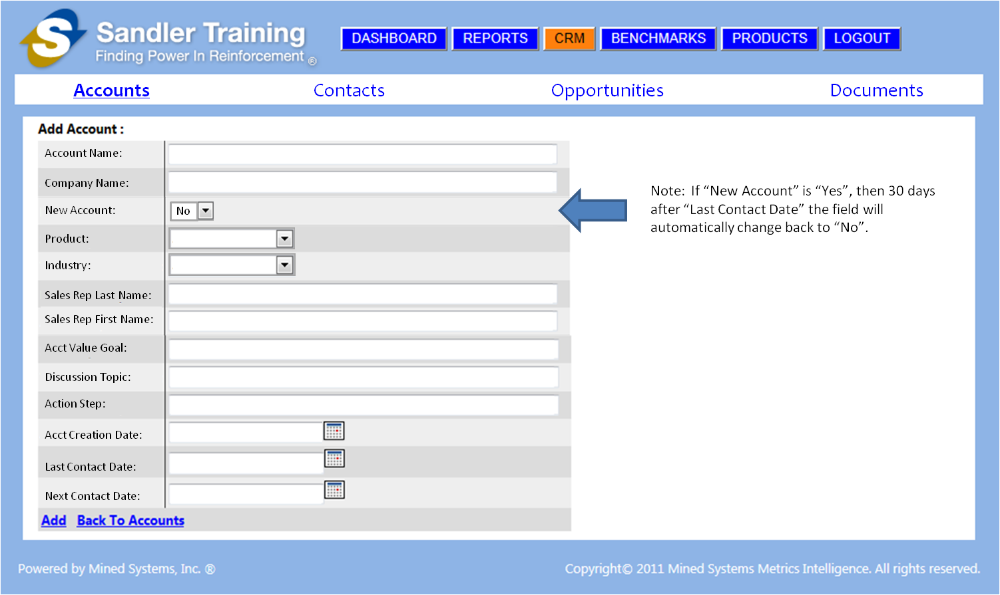 S
Sandler Training
Finding Power In Reinforcement ®
DASHBOARD REPORTS CRM BENCHMARKS PRODUCTS LOGOUT
Accounts Contacts Opportunities Documents
Add Account :
Account Name:
Company Name:
New Account: No
Product:
Industry:
Sales Rep Last Name:
Sales Rep First Name:
Acct Value Goal:
Discussion Topic:
Action Step:
Acct Creation Date:
Last Contact Date:
Next Contact Date:
Add Back To Accounts
Note: If “New Account” is “Yes”, then 30 days
after “Last Contact Date” the field will
automatically change back to “No”.
Powered by Mined Systems, Inc. ®
Copyright© 2011 Mined Systems Metrics Intelligence. All rights reserved.